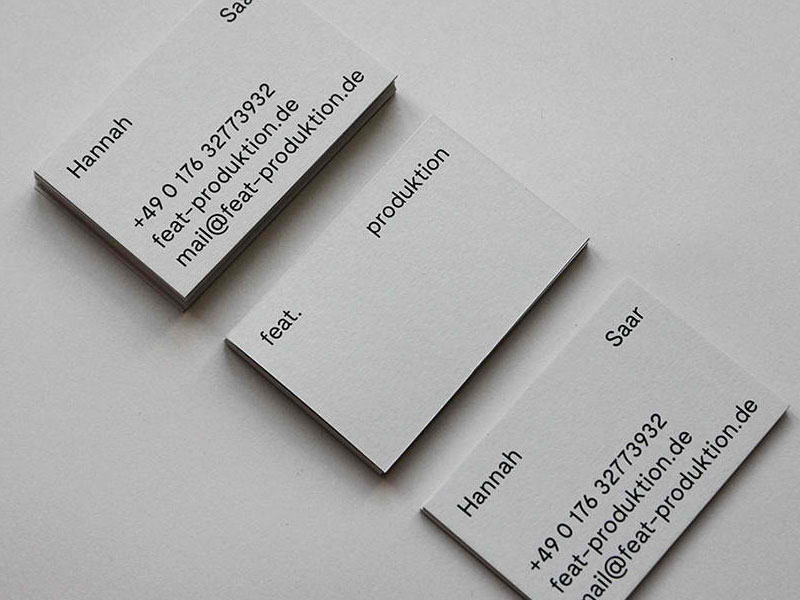 Hannah Saa
+49 0 176 32773932
feat-produktion.de
mail@feat-produktion.de
feat. produktion
Hannah Saar
+49 0 176 32773932
feat-produktion.de
mail@feat-produktion.de